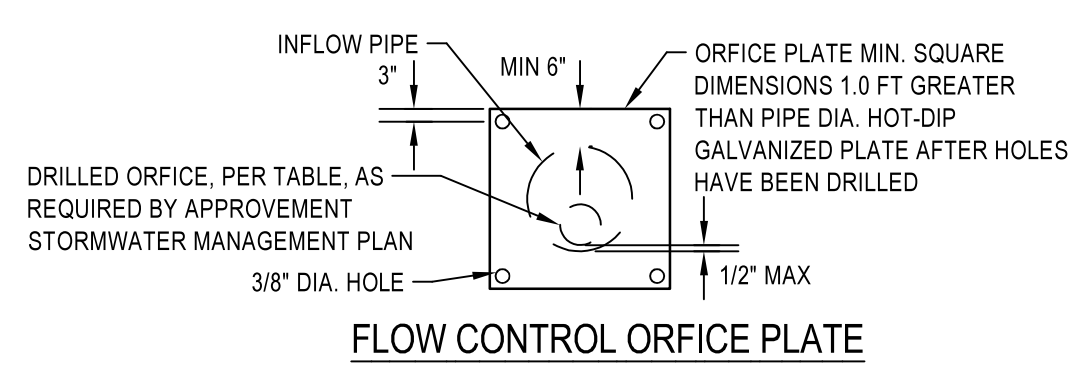 INFLOW PIPE
3"
MIN 6"
ORFICE PLATE MIN. SQUARE
DIMENSIONS 1.0 FT GREATER
THAN PIPE DIA. HOT-DIP
GALVANIZED PLATE AFTER HOLES
HAVE BEEN DRILLED
DRILLED ORFICE, PER TABLE, AS
REQUIRED BY APPROVEMENT
STORMWATER MANAGEMENT PLAN
3/8" DIA. HOLE
1/2" MAX
FLOW CONTROL ORFICE PLATE